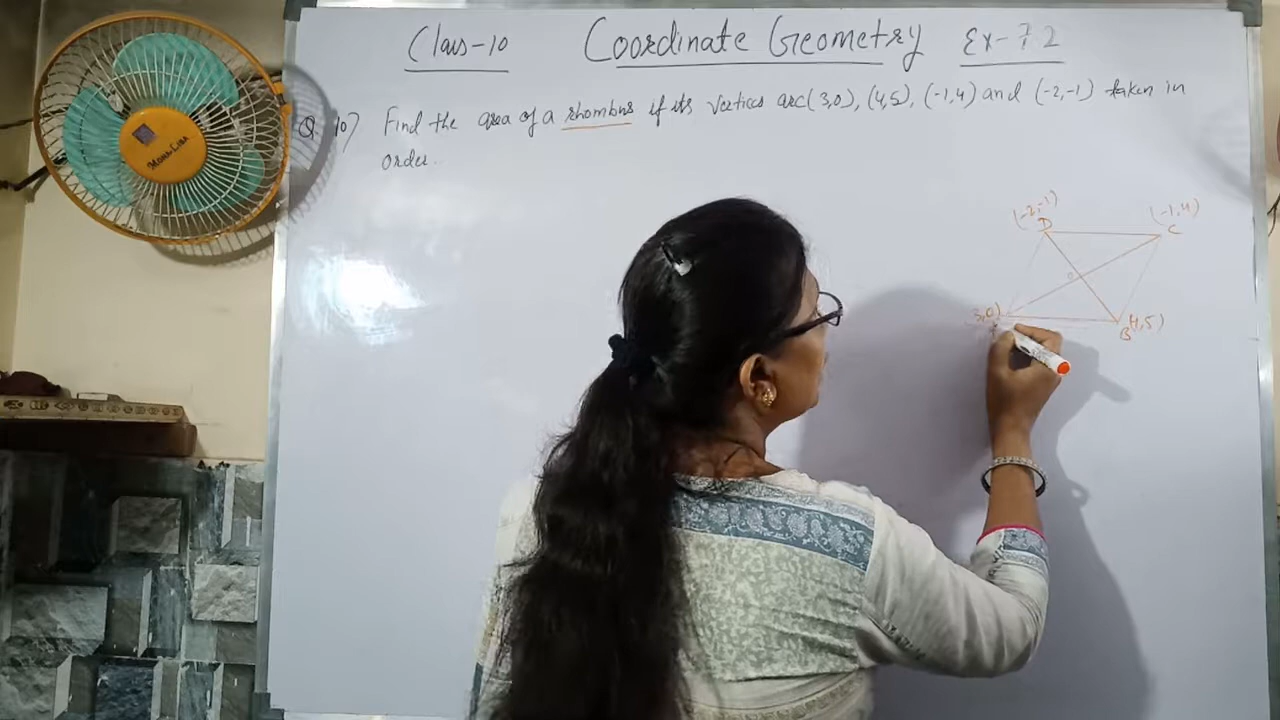 Class-10 Coordinate Geometry Ex-7.2
Q. 10) Find the area of a rhombus if its vertices are (3,0), (4,5), (-1,4) and (-2,-1) taken in
order.
(-2,-1) (-1,4)
D C
3,0) B (4,5)